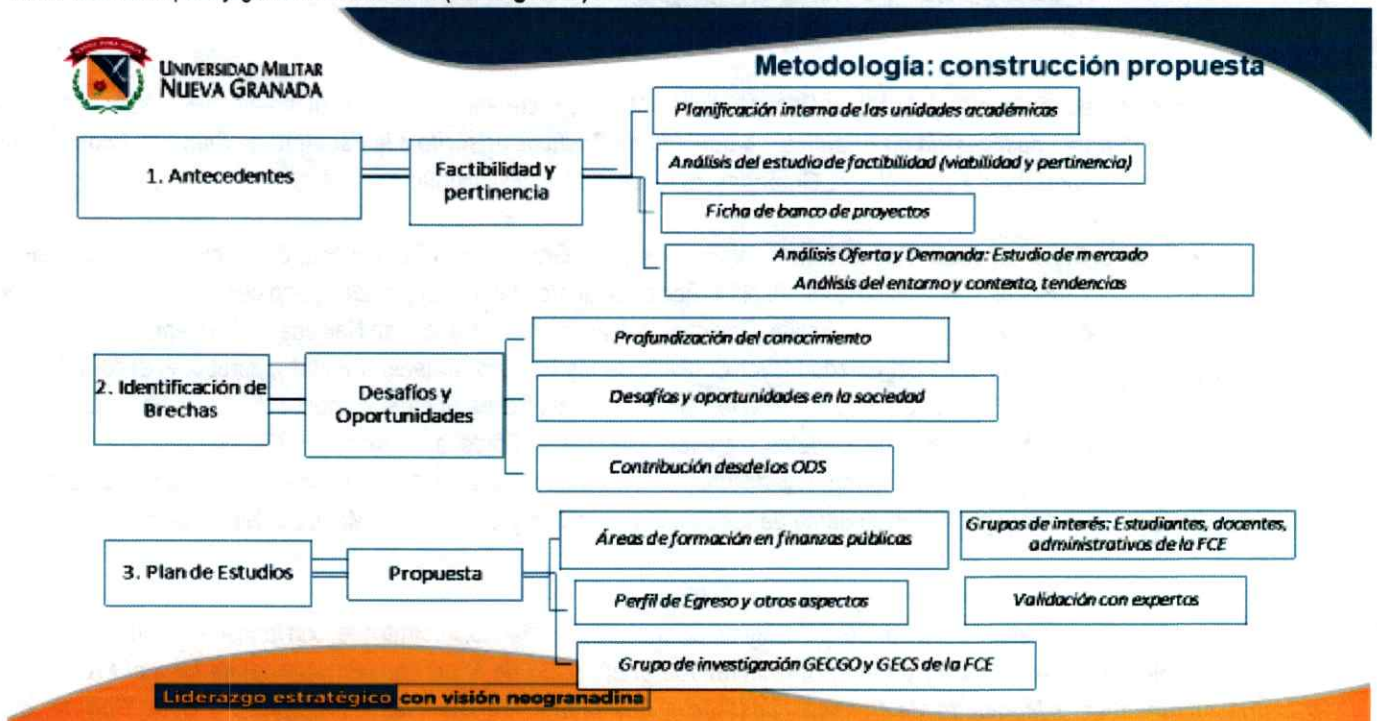 UNIVERSIDAD MILITAR
NUEVA GRANADA
Metodología: construcción propuesta
1. Antecedentes
Factibilidad y
pertinencia
Planificación interna de las unidades académicas
Análisis del estudio de factibilidad (viabilidad y pertinencia)
Ficha de banco de proyectos
Análisis Oferta y Demanda: Estudio de mercado
Análisis del entorno y contexto, tendencias
2. Identificación de
Brechas
Desafíos y
Oportunidades
Profundización del conocimiento
Desafíos y oportunidades en la sociedad
Contribución desde los ODS
3. Plan de Estudios
Propuesta
Áreas de formación en finanzas públicas
Perfil de Egreso y otros aspectos
Grupo de investigación GECGO y GECS de la FCE
Grupos de interés: Estudiantes, docentes,
administrativos de la FCE
Validación con expertos
Liderazgo estratégico con visión neogranadina